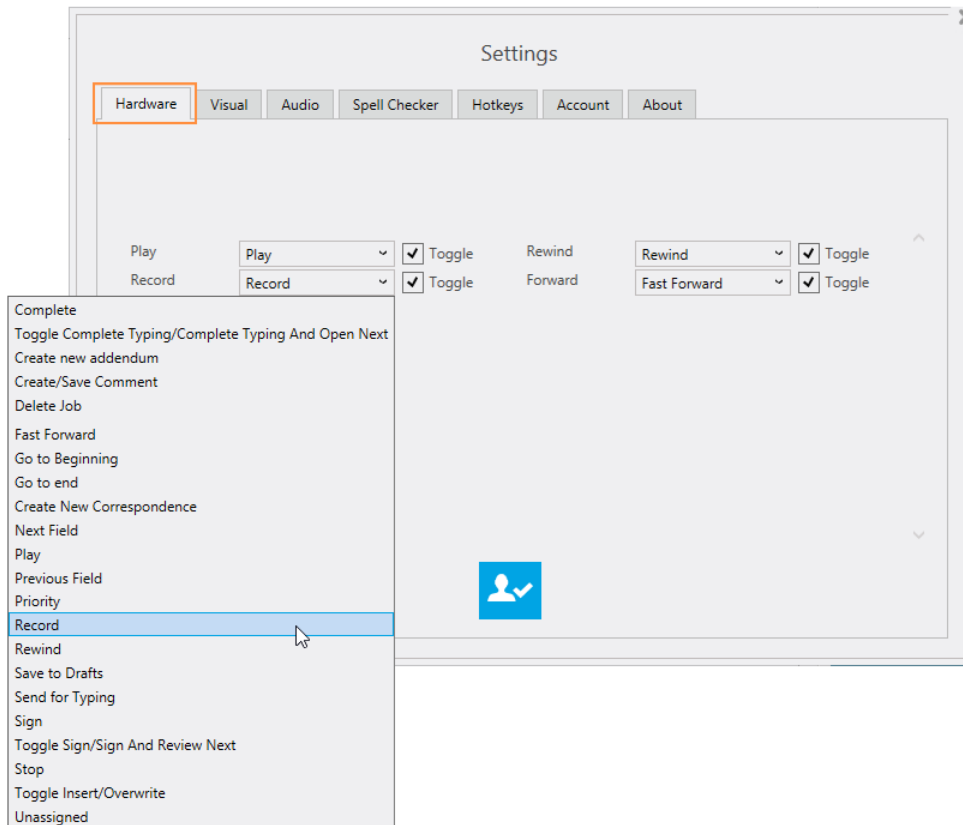 Settings
Hardware Visual Audio Spell Checker Hotkeys Account About
Play Play Toggle Rewind Rewind Toggle
Record Record Toggle Forward Fast Forward Toggle
Complete
Toggle Complete Typing/Complete Typing And Open Next
Create new addendum
Create/Save Comment
Delete Job
Fast Forward
Go to Beginning
Go to end
Create New Correspondence
Next Field
Play
Previous Field
Priority
Record
Rewind
Save to Drafts
Send for Typing
Sign
Toggle Sign/Sign And Review Next
Stop
Toggle Insert/Overwrite
Unassigned